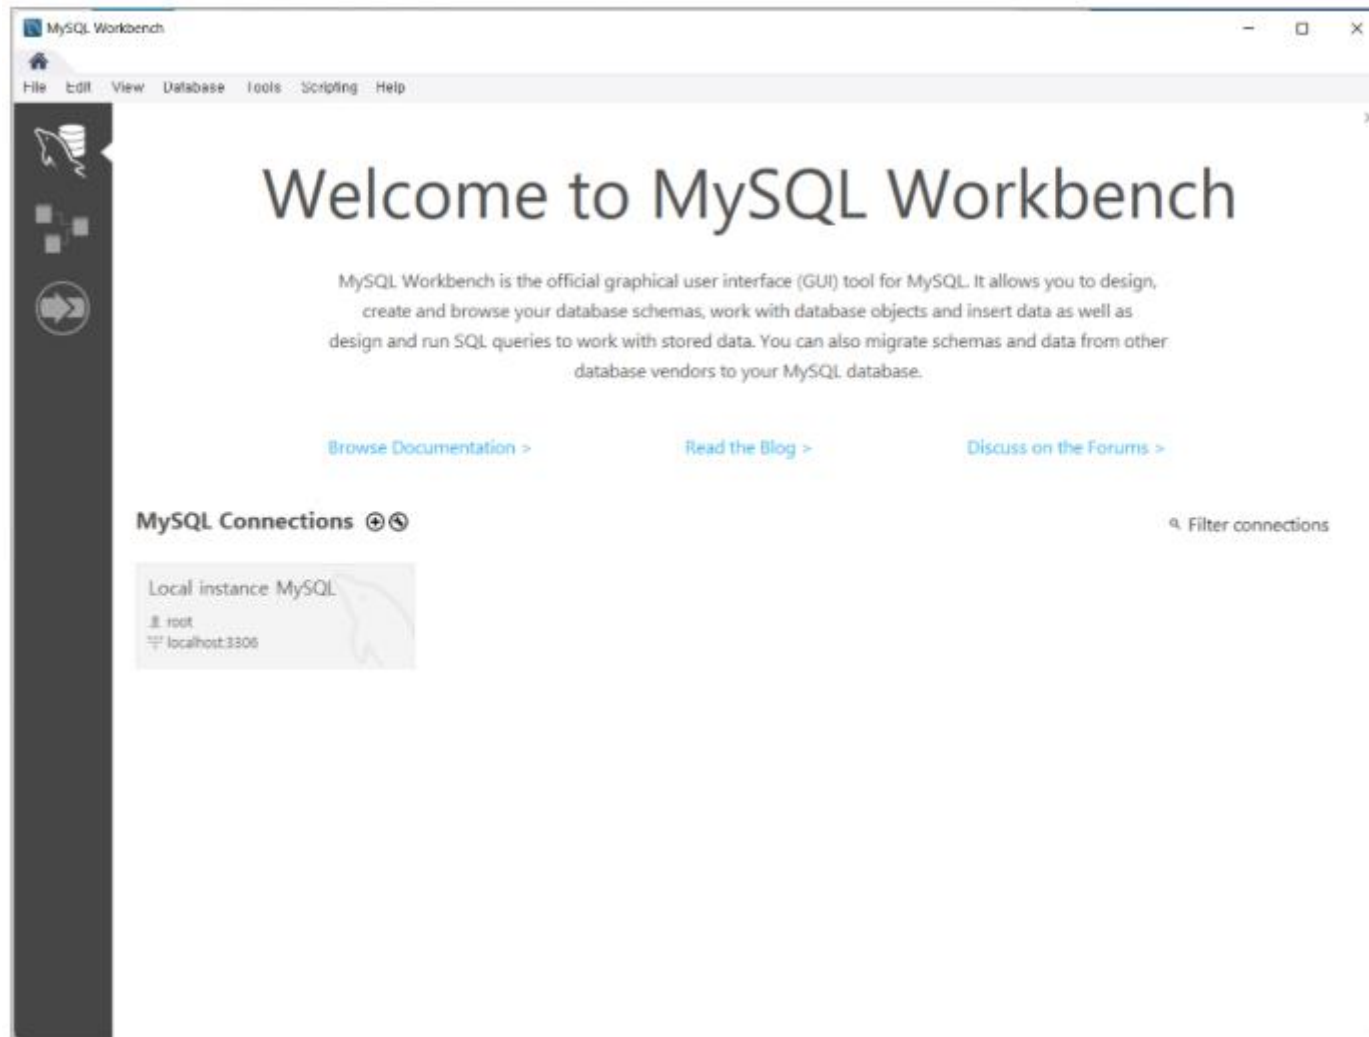 MySQL Workbench
File Edit View Database Tools Scripting Help
Welcome to MySQL Workbench
MySQL Workbench is the official graphical user interface (GUI) tool for MySQL. It allows you to design,
create and browse your database schemas, work with database objects and insert data as well as
design and run SQL queries to work with stored data. You can also migrate schemas and data from other
database vendors to your MySQL database.
Browse Documentation > Read the Blog > Discuss on the Forums >
MySQL Connections Filter connections
Local instance MySQL
root
localhost:3306